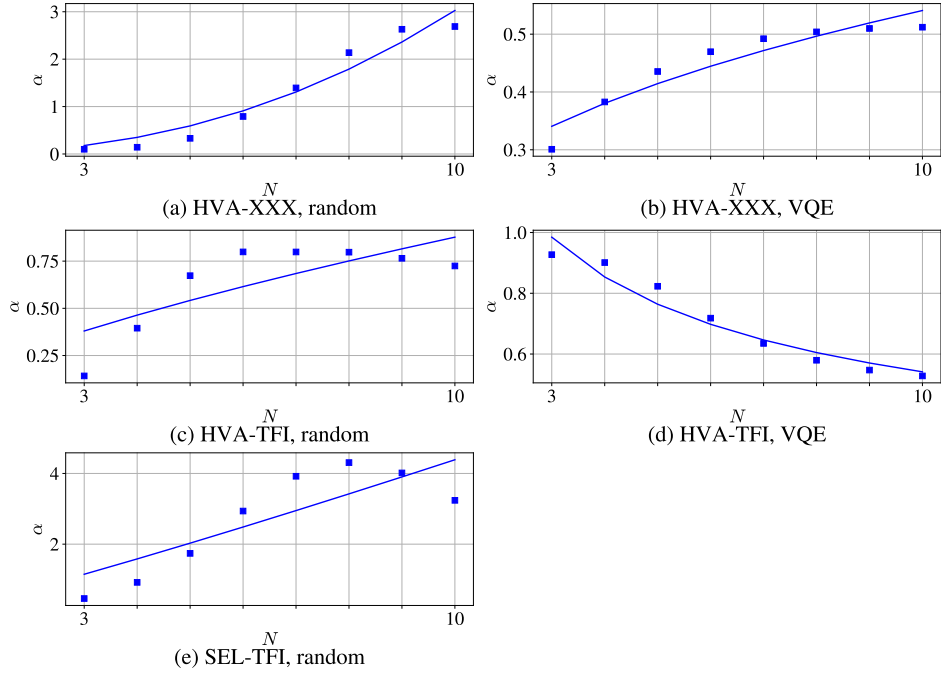 3
2
1
0
α
3
10
N
(a) HVA-XXX, random
0.5
0.4
0.3
α
3
10
N
(b) HVA-XXX, VQE
0.75
0.50
0.25
α
3
10
N
(c) HVA-TFI, random
1.0
0.8
0.6
α
3
10
N
(d) HVA-TFI, VQE
4
2
α
3
10
N
(e) SEL-TFI, random